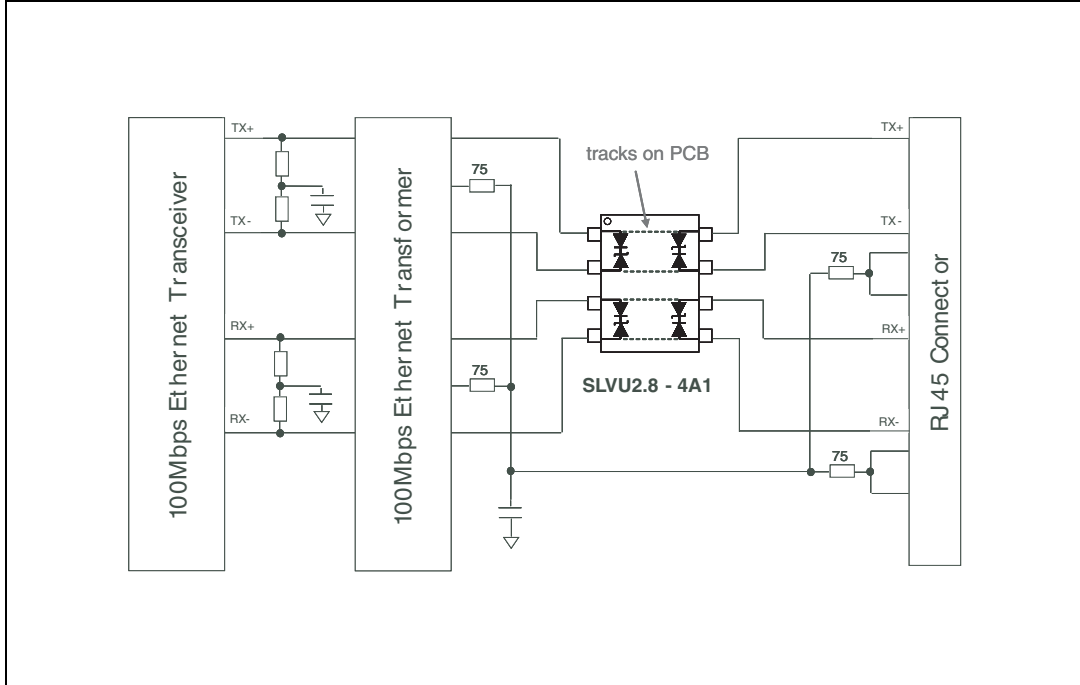 100Mbps Ethernet Transceiver
TX+
TX-
RX+
RX-
100Mbps Ethernet Transformer
75
75
tracks on PCB
SLVU2.8 - 4A1
75
75
TX+
TX-
RX+
RX-
RJ45 Connector